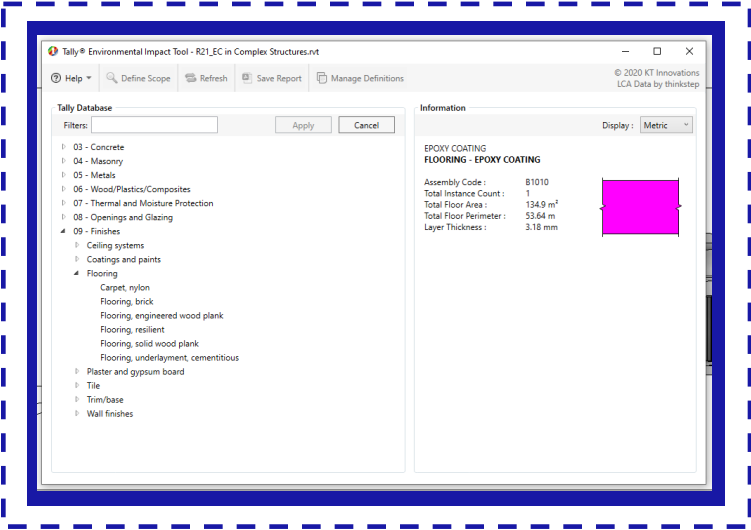 Tally® Environmental Impact Tool - R21_EC in Complex Structures.rvt
Help Define Scope Refresh Save Report Manage Definitions
© 2020 KT Innovations
LCA Data by thinkstep
Tally Database
Filters: Apply Cancel
03 - Concrete
04 - Masonry
05 - Metals
06 - Wood/Plastics/Composites
07 - Thermal and Moisture Protection
08 - Openings and Glazing
09 - Finishes
Ceiling systems
Coatings and paints
Flooring
Carpet, nylon
Flooring, brick
Flooring, engineered wood plank
Flooring, resilient
Flooring, solid wood plank
Flooring, underlayment, cementitious
Plaster and gypsum board
Tile
Trim/base
Wall finishes
Information
Display : Metric
EPOXY COATING
FLOORING - EPOXY COATING
Assembly Code : B1010
Total Instance Count : 1
Total Floor Area : 134.9 m²
Total Floor Perimeter : 53.64 m
Layer Thickness : 3.18 mm